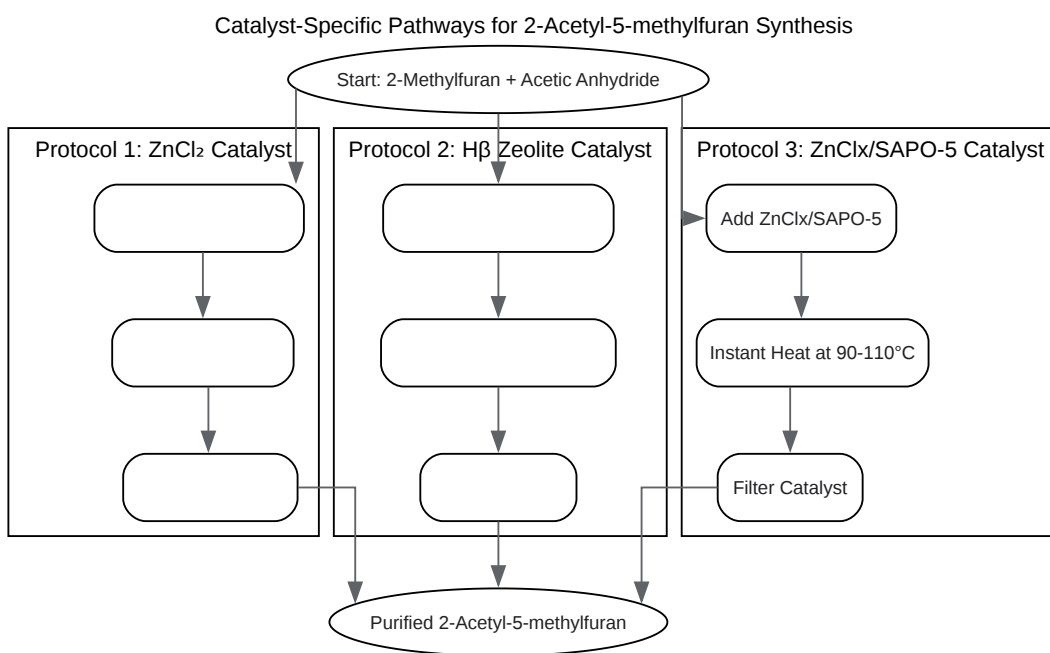 Catalyst-Specific Pathways for 2-Acetyl-5-methylfuran Synthesis
Start: 2-Methylfuran + Acetic Anhydride
Protocol 1: ZnCl₂ Catalyst
Protocol 2: Hβ Zeolite Catalyst
Protocol 3: ZnClx/SAPO-5 Catalyst
Add ZnClx/SAPO-5
Instant Heat at 90-110°C
Filter Catalyst
Purified 2-Acetyl-5-methylfuran